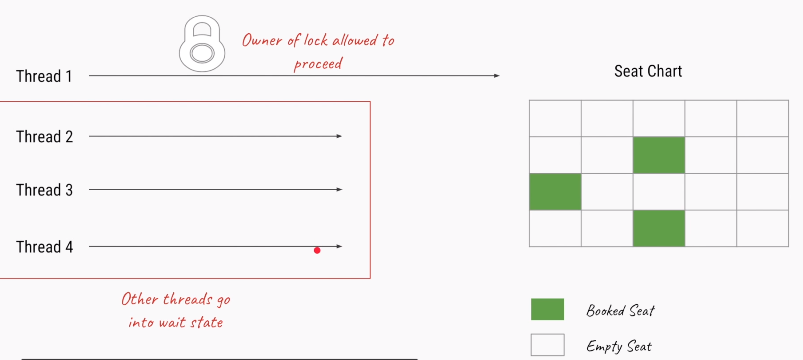 Owner of lock allowed to
proceed
Thread 1
Seat Chart
Thread 2
Thread 3
Thread 4
Other threads go
into wait state
Booked Seat
Empty Seat